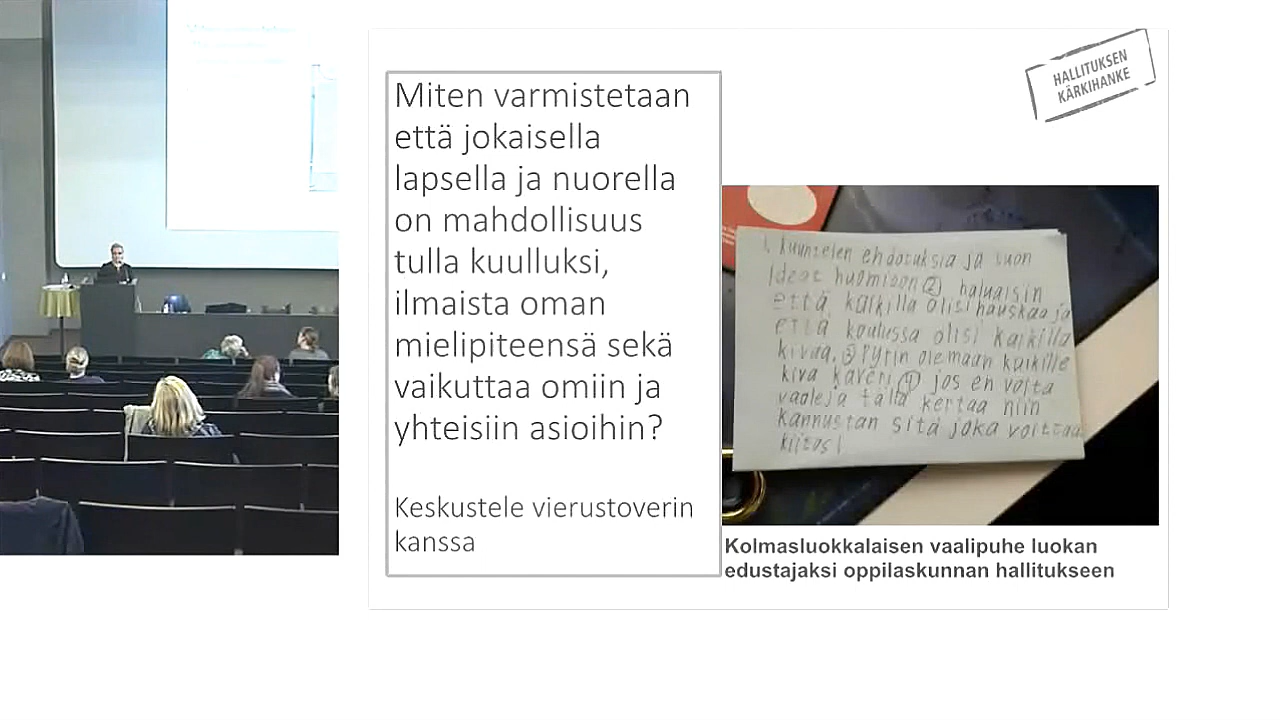 HALLITUKSEN
KÄRKIHANKE
Miten varmistetaan
että jokaisella
lapsella ja nuorella
on mahdollisuus
tulla kuulluksi,
ilmaista oman
mielipiteensä sekä
vaikuttaa omiin ja
yhteisiin asioihin?
Keskustele vierustoverin
kanssa
1. kuuntelen ehdotuksia ja tuon
Ideat huomioon ② haluaisin
että kaikilla olisi hauskaa ja
että koulussa olisi kaikilla
kivaa. ③ Pyrin olemaan kaikille
kiva kaveri ④ jos en voita
vaaleja tällä kertaa niin
kannustan sitä joka voittaa
kiitos!
Kolmasluokkalaisen vaalipuhe luokan
edustajaksi oppilaskunnan hallitukseen